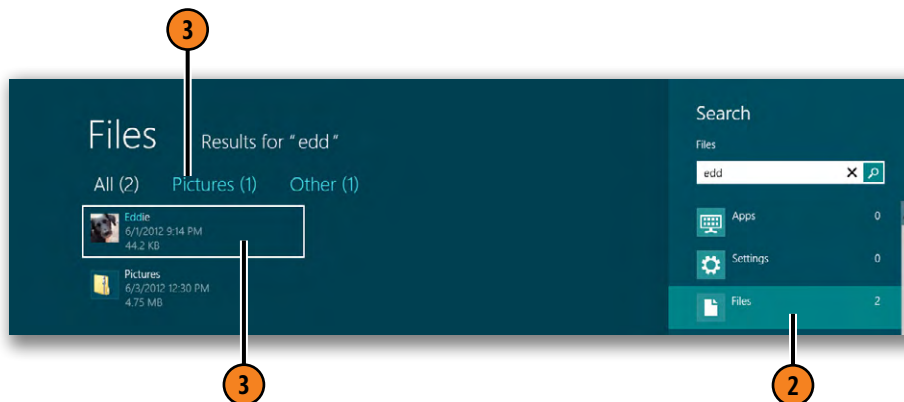 3
Files Results for "edd"
All (2) Pictures (1) Other (1)
Eddie
6/1/2012 9:14 PM
44.2 KB
Pictures
6/3/2012 12:30 PM
4.75 MB
Search
Files
edd
Apps 0
Settings 0
Files 2
3
2